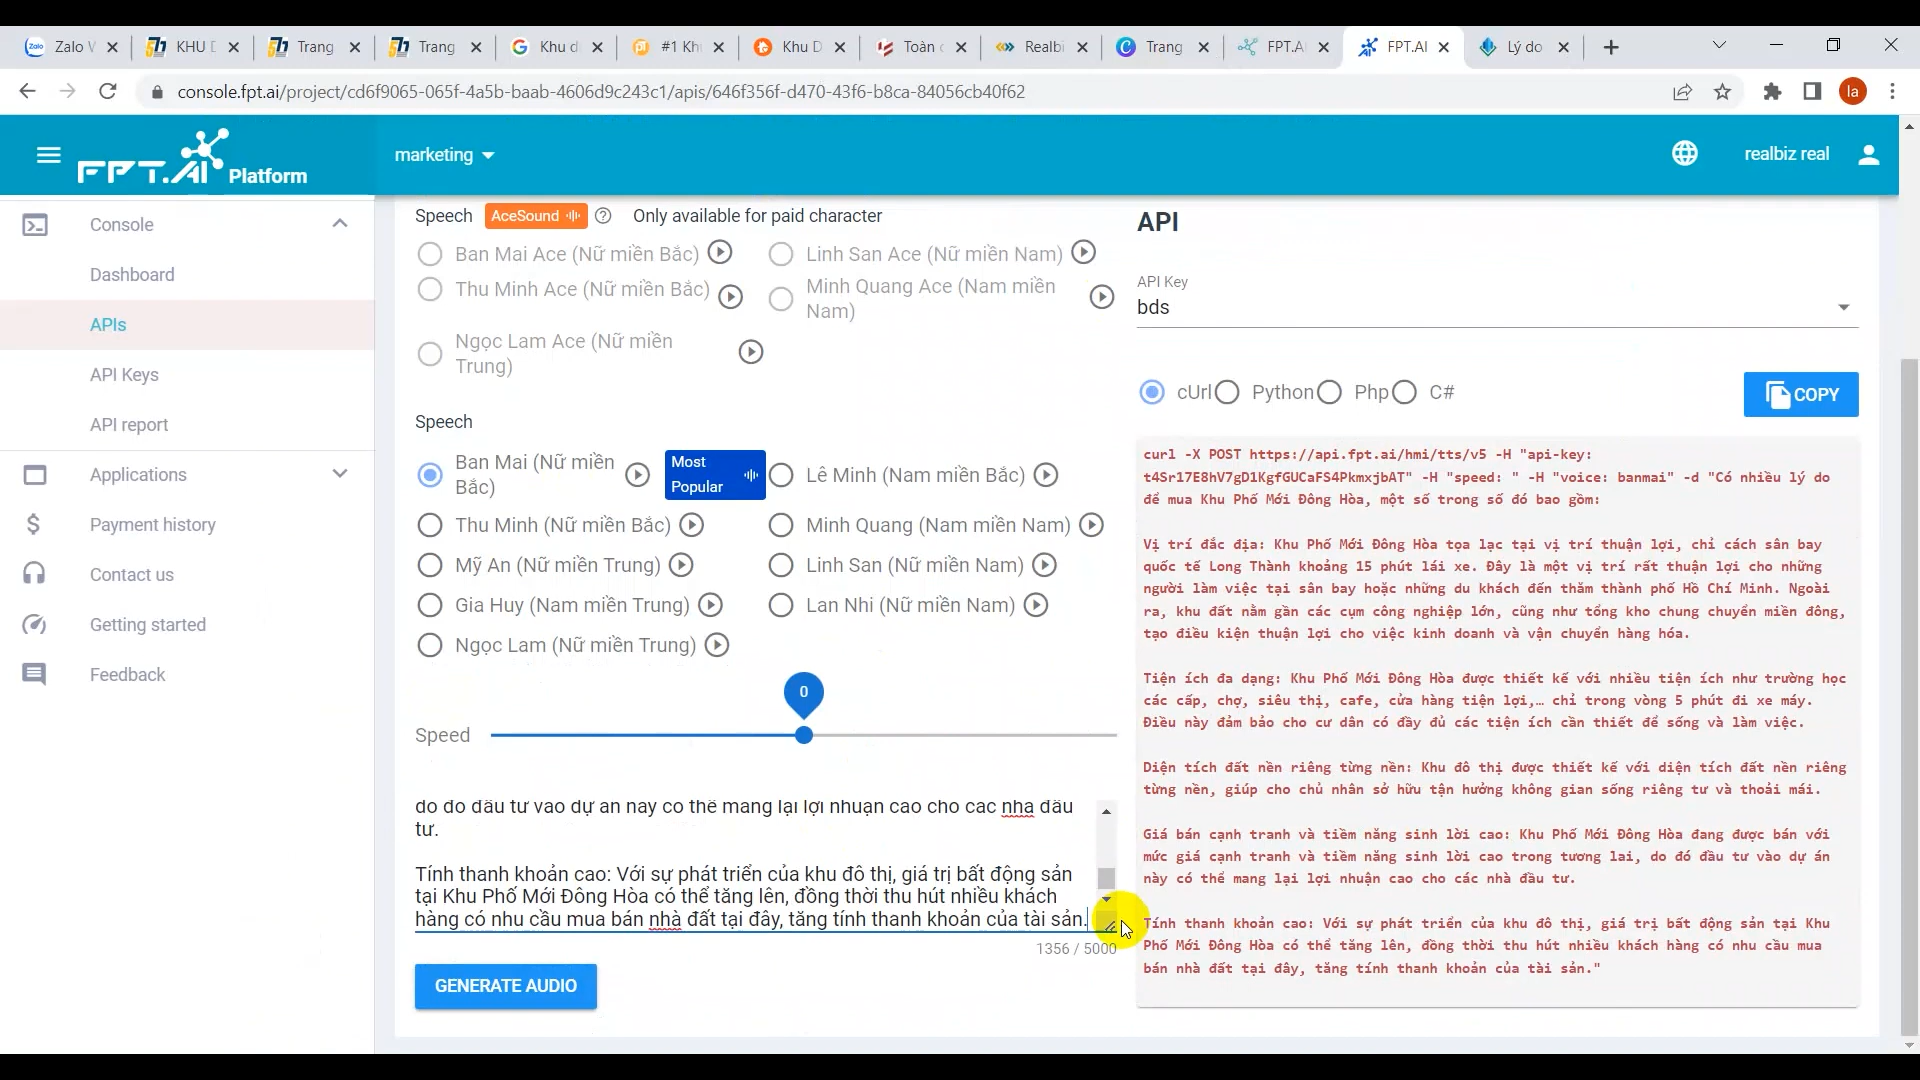 Zalo V
KHU D
Trang
Trang
Khu d
#1 Kh
Khu D
Toàn c
Realbi
Trang
FPT.A
FPT.AI
Lý do
console.fpt.ai/project/cd6f9065-065f-4a5b-baab-4606d9c243c1/apis/646f356f-d470-43f6-b8ca-84056cb40f62
la
FPT.AI Platform
marketing
realbiz real
Console
Dashboard
APIs
API Keys
API report
Applications
Payment history
Contact us
Getting started
Feedback
Speech AceSound Only available for paid character
Ban Mai Ace (Nữ miền Bắc)
Linh San Ace (Nữ miền Nam)
Thu Minh Ace (Nữ miền Bắc)
Minh Quang Ace (Nam miền
Nam)
Ngọc Lam Ace (Nữ miền
Trung)
Speech
Ban Mai (Nữ miền
Bắc)
Most
Popular
Lê Minh (Nam miền Bắc)
Thu Minh (Nữ miền Bắc)
Minh Quang (Nam miền Nam)
Mỹ An (Nữ miền Trung)
Linh San (Nữ miền Nam)
Gia Huy (Nam miền Trung)
Lan Nhi (Nữ miền Nam)
Ngọc Lam (Nữ miền Trung)
0
Speed
do đó đầu tư vào dự án này có thể mang lại lợi nhuận cao cho các nhà đầu
tư.
Tính thanh khoản cao: Với sự phát triển của khu đô thị, giá trị bất động sản
tại Khu Phố Mới Đông Hòa có thể tăng lên, đồng thời thu hút nhiều khách
hàng có nhu cầu mua bán nhà đất tại đây, tăng tính thanh khoản của tài sản.
1356 / 5000
GENERATE AUDIO
API
API Key
bds
cUrl Python Php C#
COPY
curl -X POST https://api.fpt.ai/hmi/tts/v5 -H "api-key:
t4Sr17E8hV7gD1KgfGUCaFS4PkmxjbAT" -H "speed: " -H "voice: banmai" -d "Có nhiều lý do
để mua Khu Phố Mới Đông Hòa, một số trong số đó bao gồm:
Vị trí đắc địa: Khu Phố Mới Đông Hòa tọa lạc tại vị trí thuận lợi, chỉ cách sân bay
quốc tế Long Thành khoảng 15 phút lái xe. Đây là một vị trí rất thuận lợi cho những
người làm việc tại sân bay hoặc những du khách đến thăm thành phố Hồ Chí Minh. Ngoài
ra, khu đất nằm gần các cụm công nghiệp lớn, cũng như tổng kho chung chuyển miền đông,
tạo điều kiện thuận lợi cho việc kinh doanh và vận chuyển hàng hóa.
Tiện ích đa dạng: Khu Phố Mới Đông Hòa được thiết kế với nhiều tiện ích như trường học
các cấp, chợ, siêu thị, cafe, cửa hàng tiện lợi,… chỉ trong vòng 5 phút đi xe máy.
Điều này đảm bảo cho cư dân có đầy đủ các tiện ích cần thiết để sống và làm việc.
Diện tích đất nền riêng từng nền: Khu đô thị được thiết kế với diện tích đất nền riêng
từng nền, giúp cho chủ nhân sở hữu tận hưởng không gian sống riêng tư và thoải mái.
Giá bán cạnh tranh và tiềm năng sinh lời cao: Khu Phố Mới Đông Hòa đang được bán với
mức giá cạnh tranh và tiềm năng sinh lời cao trong tương lai, do đó đầu tư vào dự án
này có thể mang lại lợi nhuận cao cho các nhà đầu tư.
Tính thanh khoản cao: Với sự phát triển của khu đô thị, giá trị bất động sản tại Khu
Phố Mới Đông Hòa có thể tăng lên, đồng thời thu hút nhiều khách hàng có nhu cầu mua
bán nhà đất tại đây, tăng tính thanh khoản của tài sản."